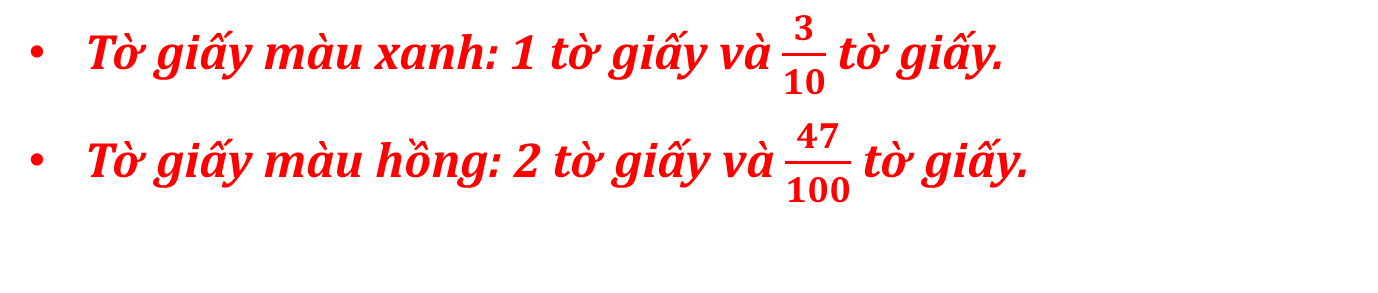 • Tờ giấy màu xanh: 1 tờ giấy và 3/10 tờ giấy.
• Tờ giấy màu hồng: 2 tờ giấy và 47/100 tờ giấy.